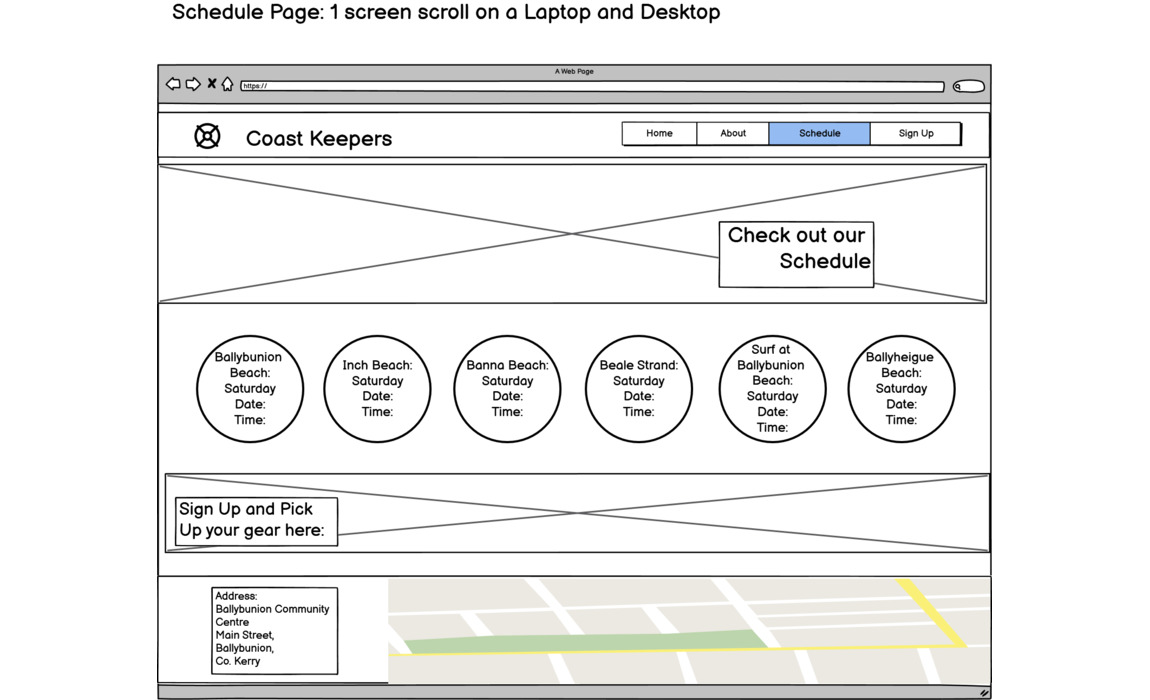 Schedule Page: 1 screen scroll on a Laptop and Desktop
A Web Page
https://
Coast Keepers
Home
About
Schedule
Sign Up
Check out our
Schedule
Ballybunion
Beach:
Saturday
Date:
Time:
Inch Beach:
Saturday
Date:
Time:
Banna Beach:
Saturday
Date:
Time:
Beale Strand:
Saturday
Date:
Time:
Surf at
Ballybunion
Beach:
Saturday
Date:
Time:
Ballyheigue
Beach:
Saturday
Date:
Time:
Sign Up and Pick
Up your gear here:
Address:
Ballybunion Community
Centre
Main Street,
Ballybunion,
Co. Kerry